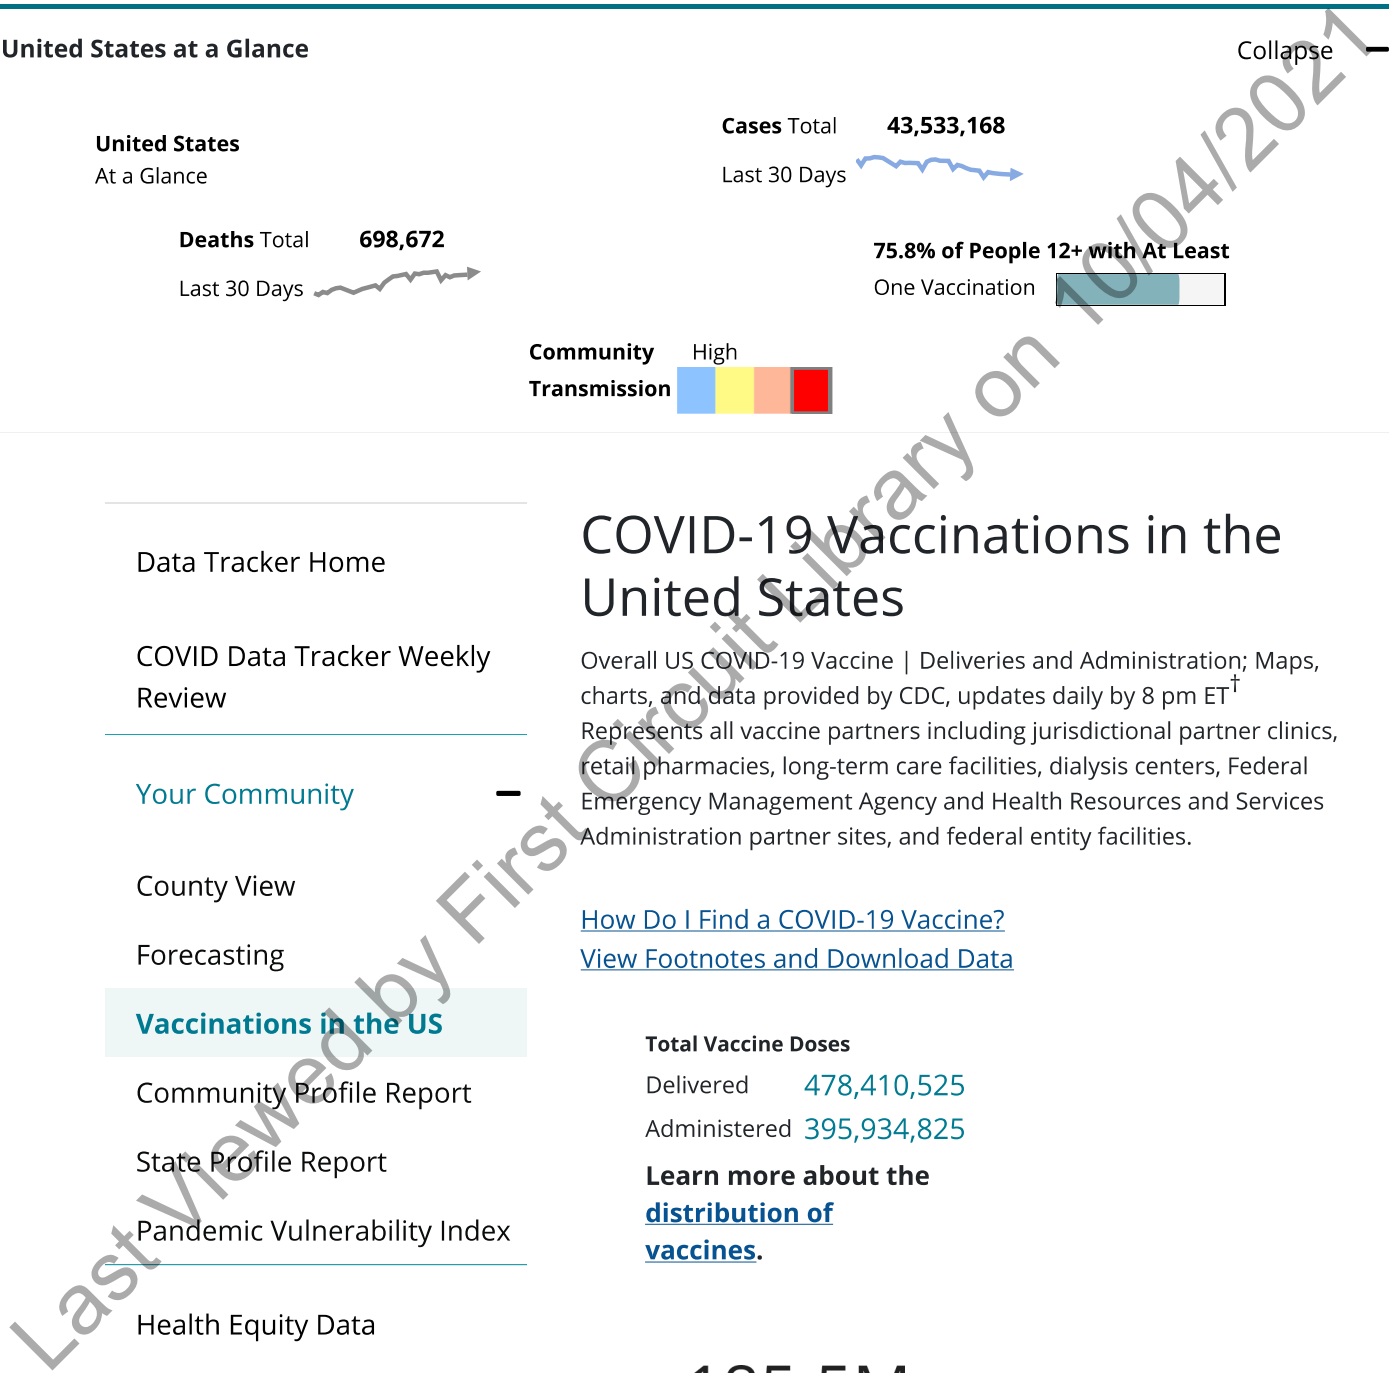 United States at a Glance
Collapse
United States
At a Glance
Cases Total 43,533,168
Last 30 Days
Deaths Total 698,672
Last 30 Days
75.8% of People 12+ with At Least
One Vaccination
Community High
Transmission
Data Tracker Home
COVID Data Tracker Weekly
Review
Your Community
County View
Forecasting
Vaccinations in the US
Community Profile Report
State Profile Report
Pandemic Vulnerability Index
Health Equity Data
COVID-19 Vaccinations in the
United States
Overall US COVID-19 Vaccine | Deliveries and Administration; Maps,
charts, and data provided by CDC, updates daily by 8 pm ET†
Represents all vaccine partners including jurisdictional partner clinics,
retail pharmacies, long-term care facilities, dialysis centers, Federal
Emergency Management Agency and Health Resources and Services
Administration partner sites, and federal entity facilities.
How Do I Find a COVID-19 Vaccine?
View Footnotes and Download Data
Total Vaccine Doses
Delivered 478,410,525
Administered 395,934,825
Learn more about the
distribution of
vaccines.
Last Viewed by First Circuit Library on 10/04/2021